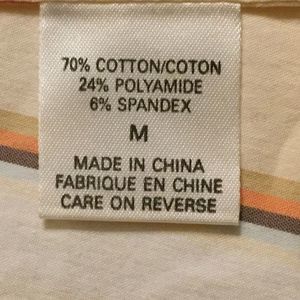 70% COTTON/COTON
24% POLYAMIDE
6% SPANDEX
M
MADE IN CHINA
FABRIQUE EN CHINE
CARE ON REVERSE